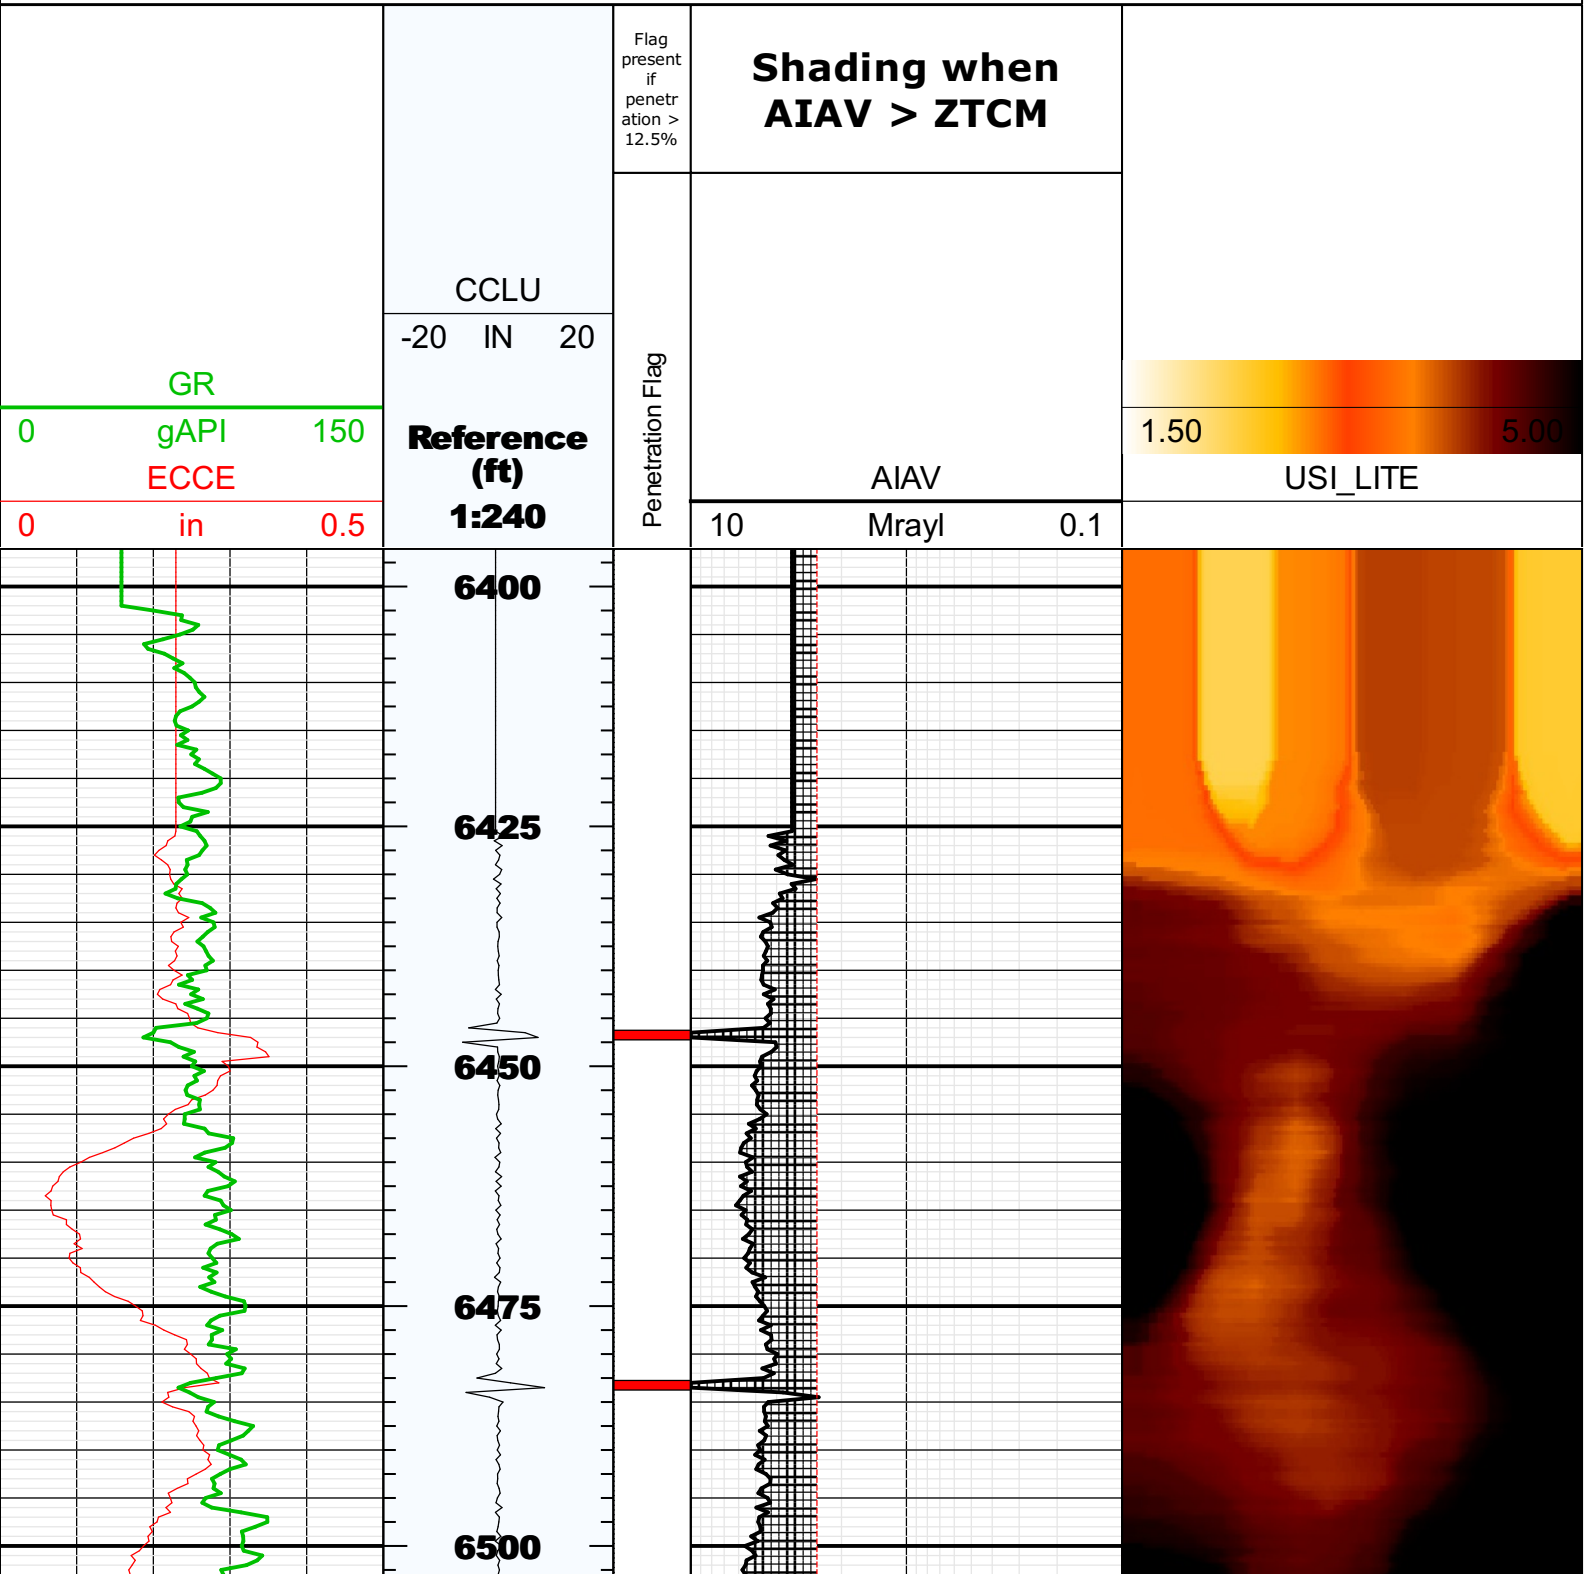 Flag
present
if
penetr
ation >
12.5%
Shading when
AIAV > ZTCM
CCLU
-20 IN 20
GR
0 gAPI 150
ECCE
0 in 0.5
Reference
(ft)
1:240
Penetration Flag
AIAV
10 Mrayl 0.1
1.50 5.00
USI_LITE
6400
6425
6450
6475
6500